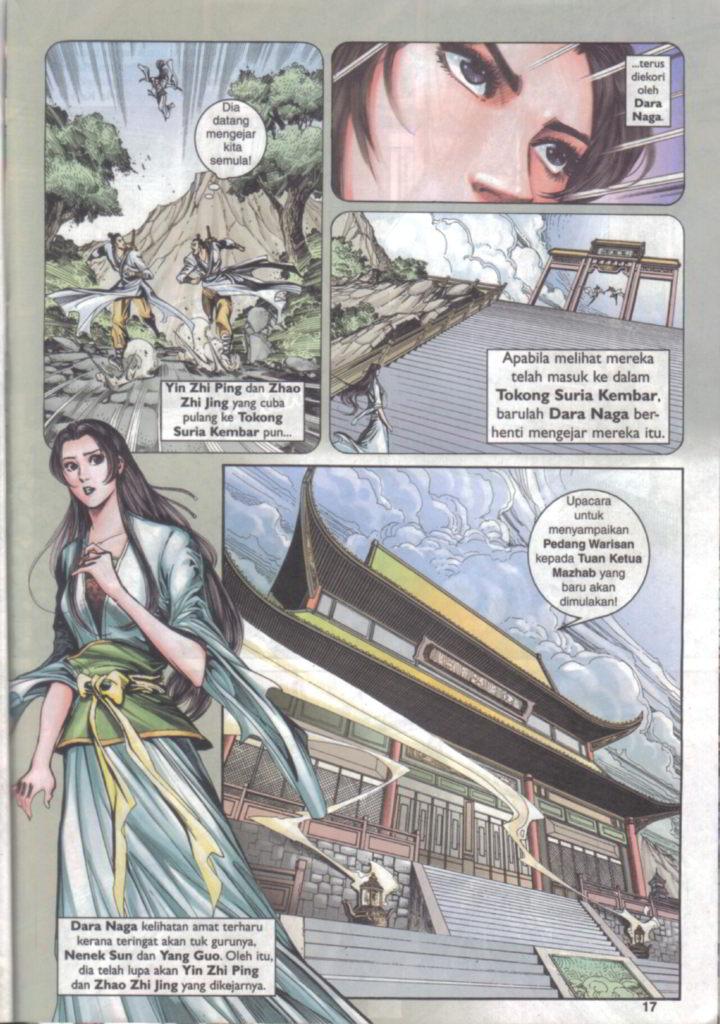 Dia
datang
mengejar
kita
semula!
...terus
diekori
oleh
Dara
Naga.
Yin Zhi Ping dan Zhao
Zhi Jing yang cuba
pulang ke Tokong
Suria Kembar pun...
Apabila melihat mereka
telah masuk ke dalam
Tokong Suria Kembar,
barulah Dara Naga ber-
henti mengejar mereka itu.
Upacara
untuk
menyampaikan
Pedang Warisan
kepada Tuan Ketua
Mazhab yang
baru akan
dimulakan!
Dara Naga kelihatan amat terharu
kerana teringat akan tuk gurunya,
Nenek Sun dan Yang Guo. Oleh itu,
dia telah lupa akan Yin Zhi Ping
dan Zhao Zhi Jing yang dikejarnya.
17